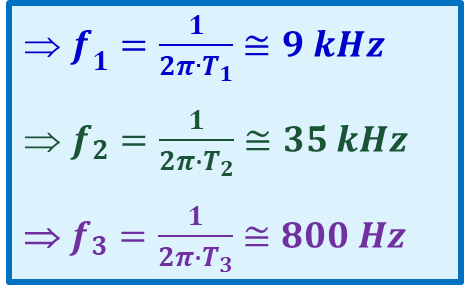 ⇒ f₁ = 1/(2π·T₁) ≅ 9 kHz
⇒ f₂ = 1/(2π·T₂) ≅ 35 kHz
⇒ f₃ = 1/(2π·T₃) ≅ 800 Hz